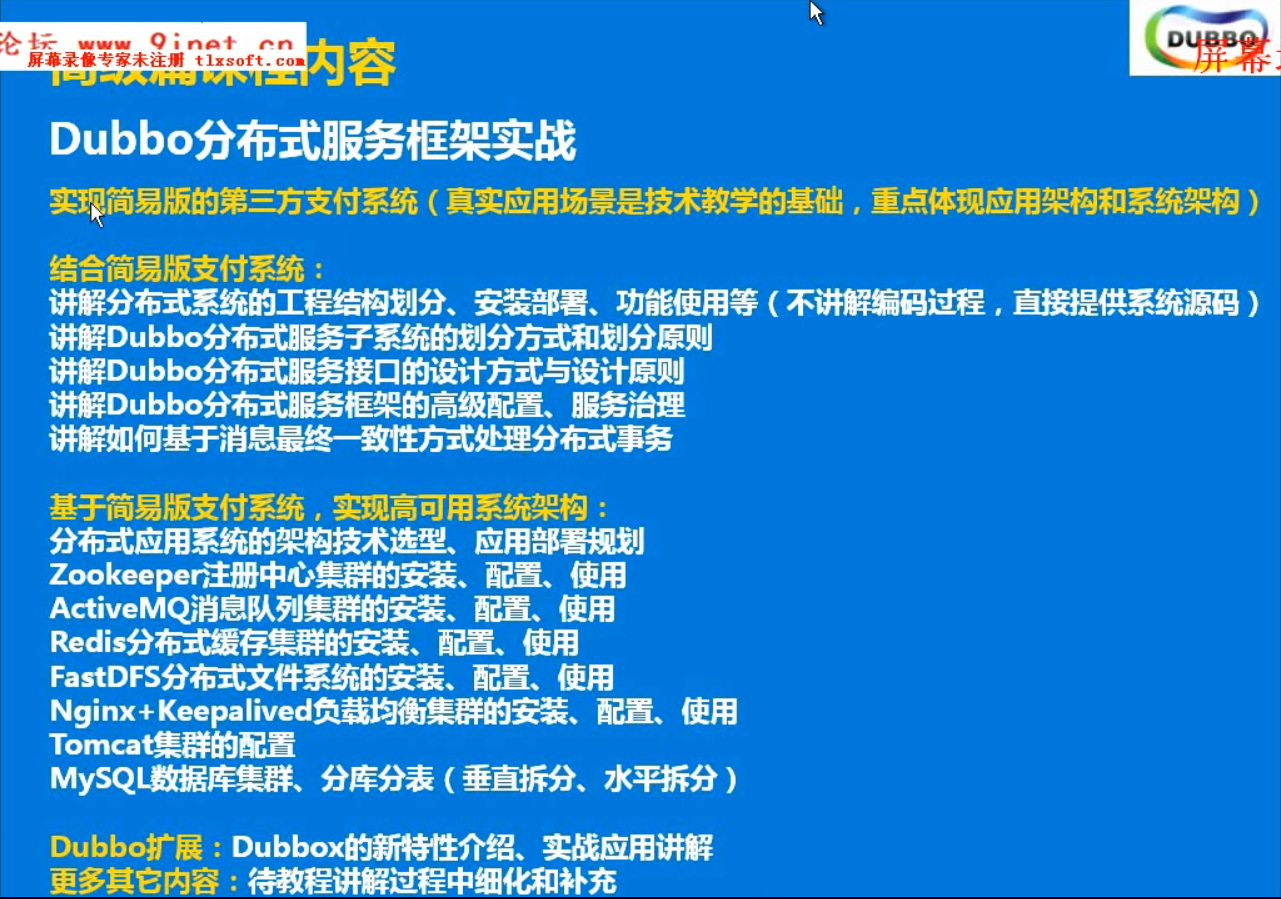 论坛 www.9inet.cn
屏幕录像专家未注册 tlxsoft.com
高级篇课程内容
DUBBO
屏幕
Dubbo分布式服务框架实战
实现简易版的第三方支付系统（真实应用场景是技术教学的基础，重点体现应用架构和系统架构）
结合简易版支付系统：
讲解分布式系统的工程结构划分、安装部署、功能使用等（不讲解编码过程，直接提供系统源码）
讲解Dubbo分布式服务子系统的划分方式和划分原则
讲解Dubbo分布式服务接口的设计方式与设计原则
讲解Dubbo分布式服务框架的高级配置、服务治理
讲解如何基于消息最终一致性方式处理分布式事务
基于简易版支付系统，实现高可用系统架构：
分布式应用系统的架构技术选型、应用部署规划
Zookeeper注册中心集群的安装、配置、使用
ActiveMQ消息队列集群的安装、配置、使用
Redis分布式缓存集群的安装、配置、使用
FastDFS分布式文件系统的安装、配置、使用
Nginx+Keepalived负载均衡集群的安装、配置、使用
Tomcat集群的配置
MySQL数据库集群、分库分表（垂直拆分、水平拆分）
Dubbo扩展：Dubbox的新特性介绍、实战应用讲解
更多其它内容：待教程讲解过程中细化和补充